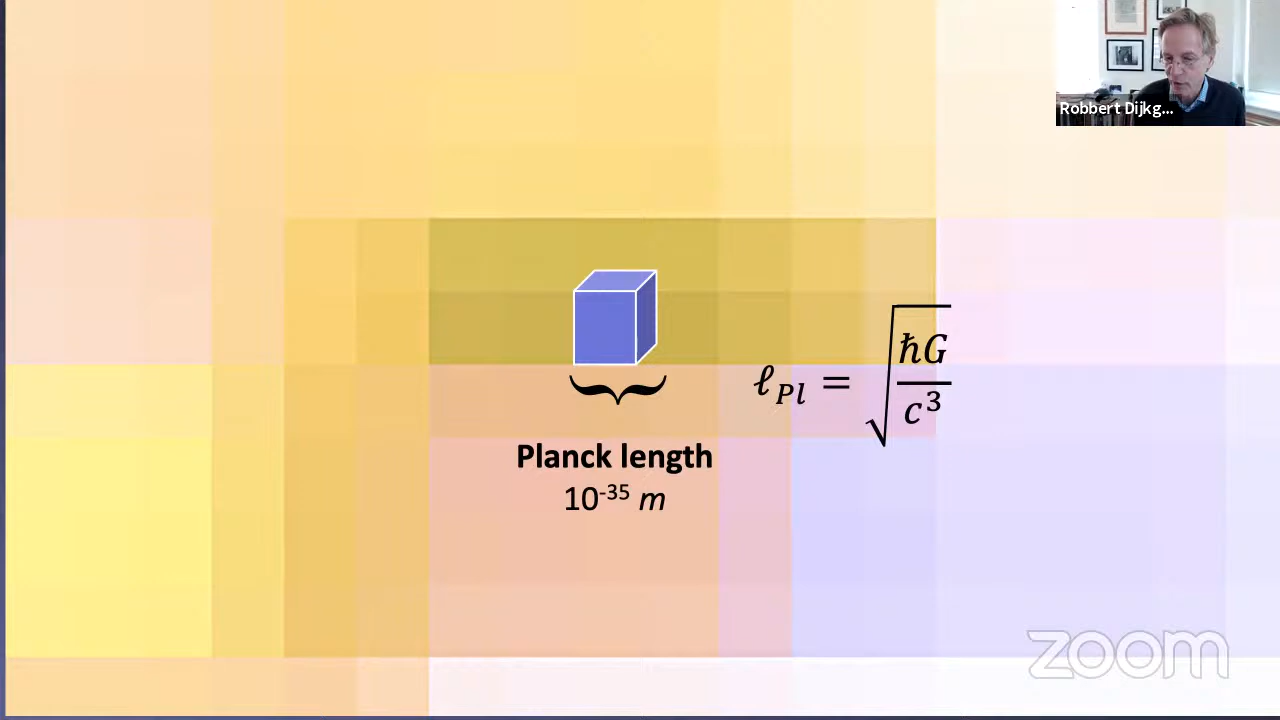 Robbert Dijkg...
ℓ_Pl = √(ħG/c³)
Planck length
10⁻³⁵ m
zoom